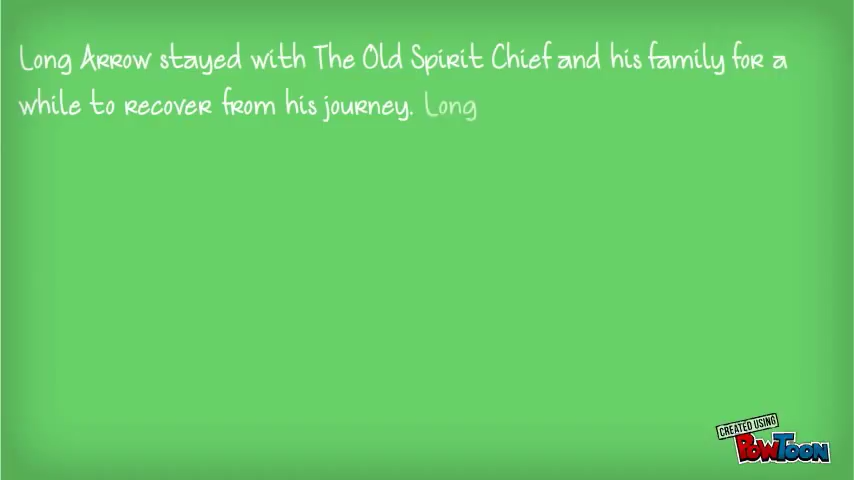 Long Arrow stayed with The Old Spirit Chief and his family for a
while to recover from his journey. Long
CREATED USING
POWTOON